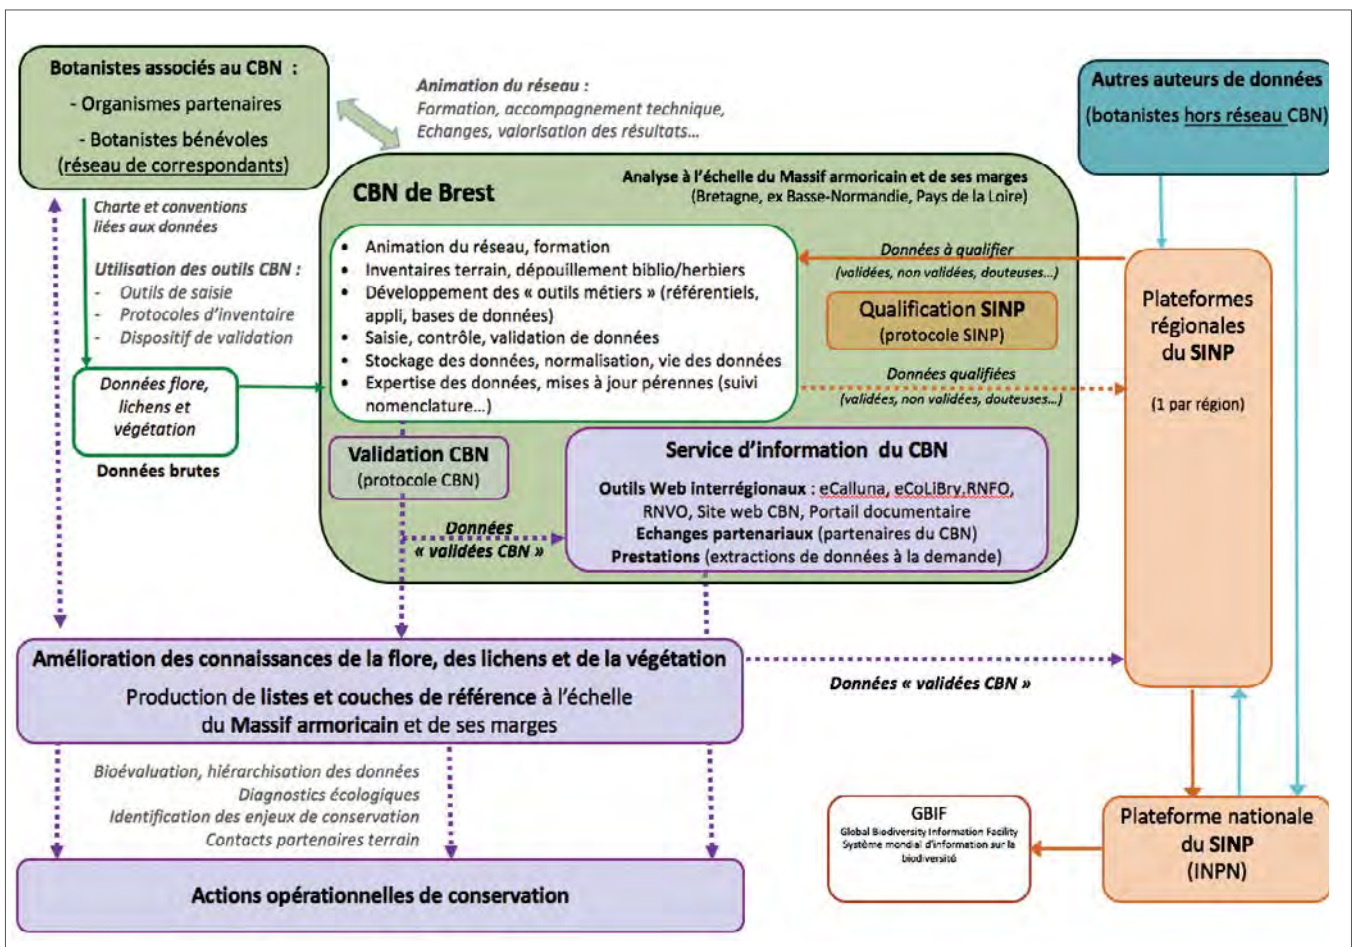 Botanistes associés au CBN :
- Organismes partenaires
- Botanistes bénévoles
(réseau de correspondants)
Animation du réseau :
Formation, accompagnement technique,
Echanges, valorisation des résultats...
Autres auteurs de données
(botanistes hors réseau CBN)
CBN de Brest
Analyse à l'échelle du Massif armoricain et de ses marges
(Bretagne, ex Basse-Normandie, Pays de la Loire)
Charte et conventions
liées aux données
Utilisation des outils CBN :
- Outils de saisie
- Protocoles d'inventaire
- Dispositif de validation
Données flore,
lichens et
végétation
Données brutes
• Animation du réseau, formation
• Inventaires terrain, dépouillement biblio/herbiers
• Développement des « outils métiers » (référentiels,
appli, bases de données)
• Saisie, contrôle, validation de données
• Stockage des données, normalisation, vie des données
• Expertise des données, mises à jour pérennes (suivi
nomenclature...)
Données à qualifier
(validées, non validées, douteuses...)
Qualification SINP
(protocole SINP)
Données qualifiées
(validées, non validées, douteuses...)
Plateformes
régionales
du SINP
(1 par région)
Validation CBN
(protocole CBN)
Données
« validées CBN »
Service d'information du CBN
Outils Web interrégionaux : eCalluna, eCoLiBry,RNFO,
RNVO, Site web CBN, Portail documentaire
Echanges partenariaux (partenaires du CBN)
Prestations (extractions de données à la demande)
Amélioration des connaissances de la flore, des lichens et de la végétation
Production de listes et couches de référence à l'échelle
du Massif armoricain et de ses marges
Données « validées CBN »
Bioévaluation, hiérarchisation des données
Diagnostics écologiques
Identification des enjeux de conservation
Contacts partenaires terrain
Actions opérationnelles de conservation
GBIF
Global Biodiversity Information Facility
Système mondial d'information sur la
biodiversité
Plateforme nationale
du SINP
(INPN)